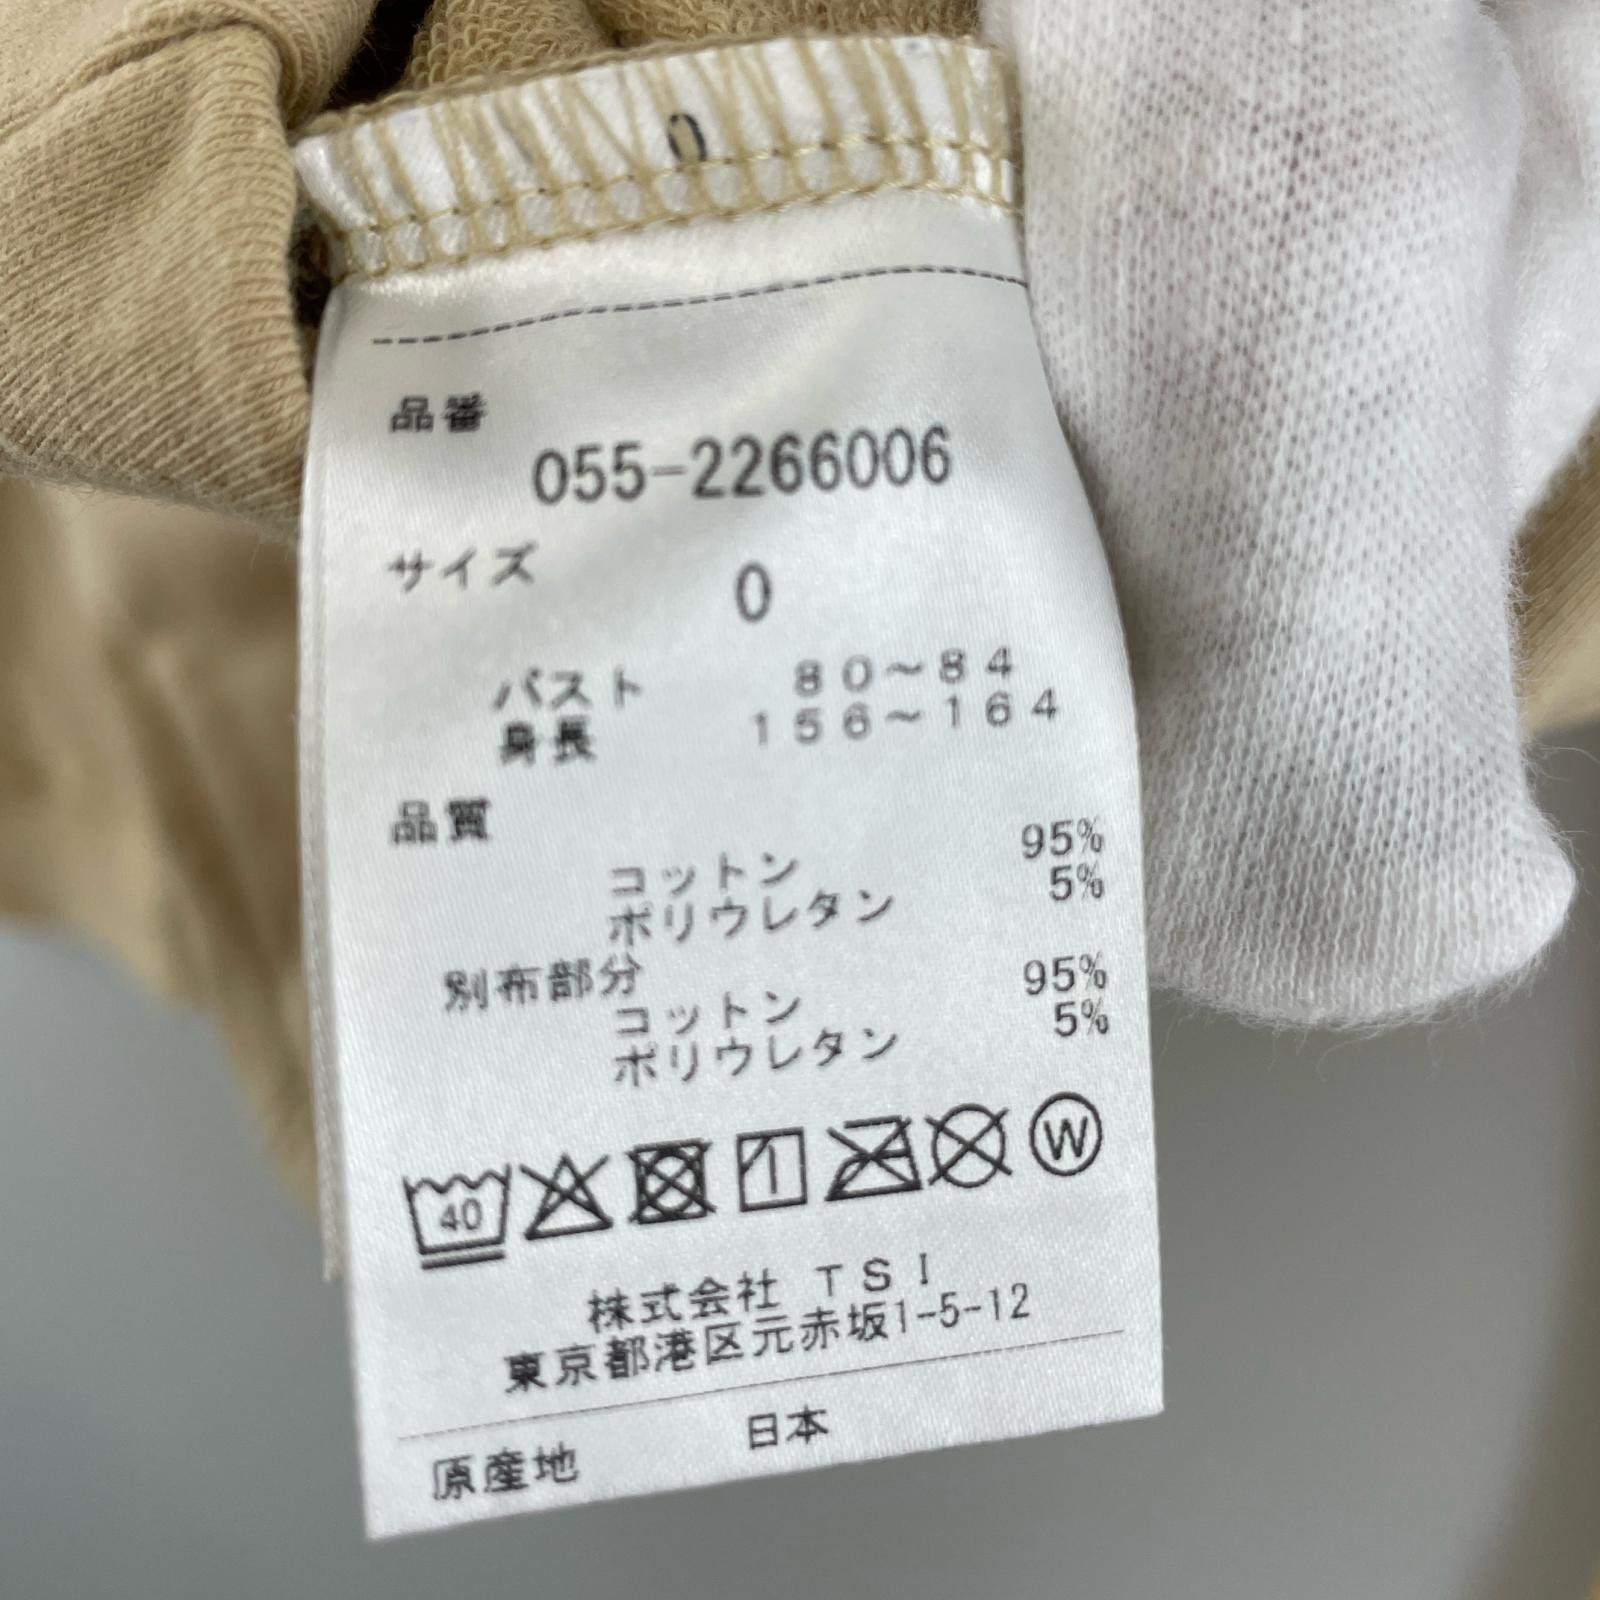 0
品番
055-2266006
サイズ
0
バスト 80～84
身長 156～164
品質
コットン 95%
ポリウレタン 5%
別布部分
コットン 95%
ポリウレタン 5%
40 W
株式会社 TSI
東京都港区元赤坂1-5-12
原産地 日本